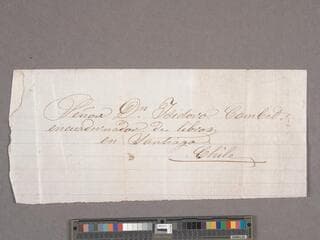 Señor Dn. Isidoro Combet
encuadernador de libros
en Santiago
Chile